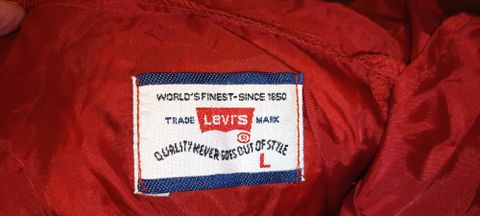 WORLD'S FINEST-SINCE 1850
TRADE LEVI'S MARK
®
QUALITY NEVER GOES OUT OF STYLE
L